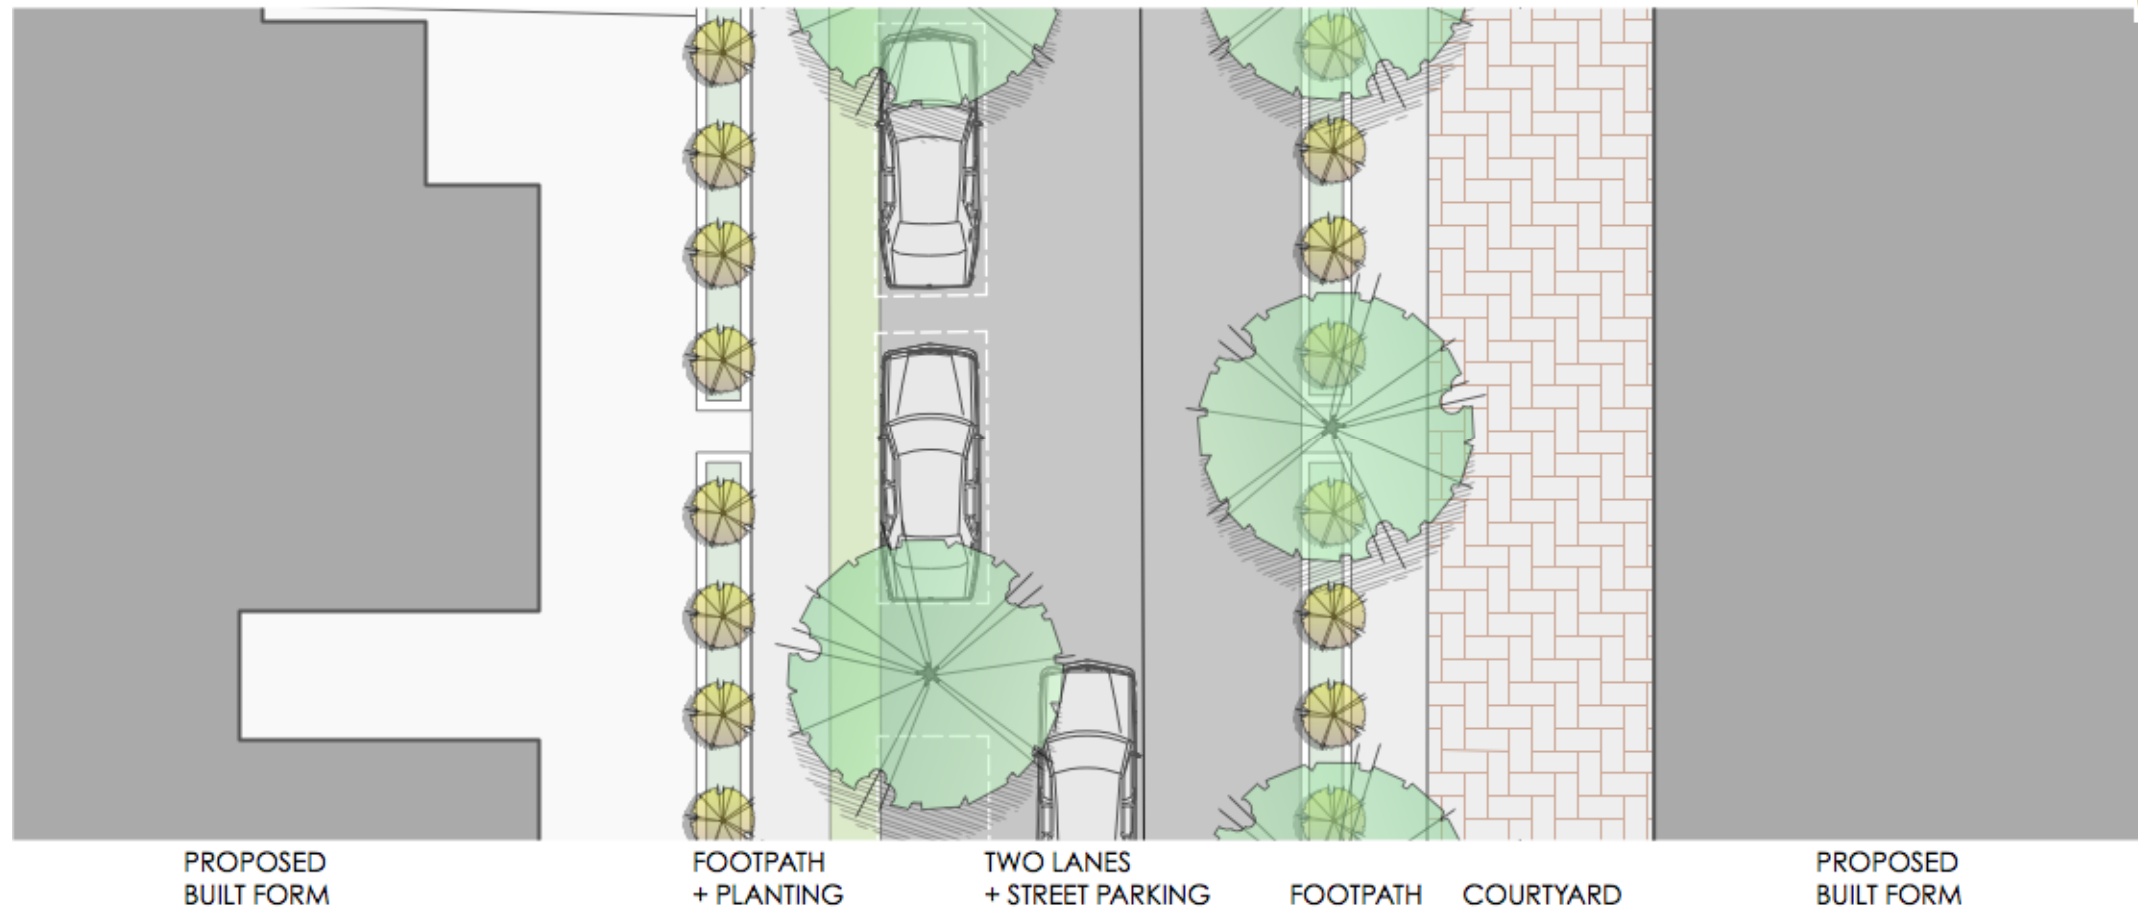 PROPOSED
BUILT FORM
FOOTPATH
+ PLANTING
TWO LANES
+ STREET PARKING
FOOTPATH
COURTYARD
PROPOSED
BUILT FORM